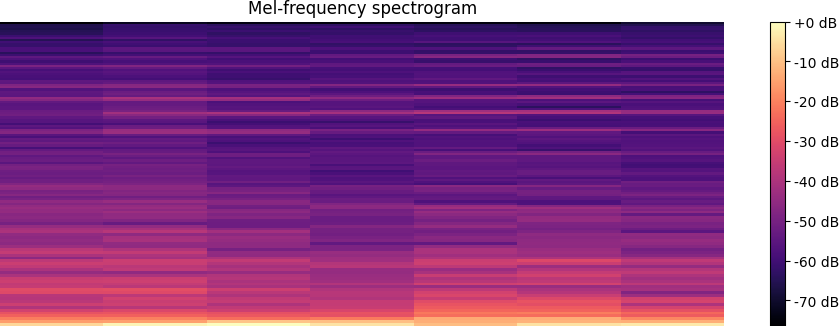 Mel-frequency spectrogram
+0 dB
-10 dB
-20 dB
-30 dB
-40 dB
-50 dB
-60 dB
-70 dB